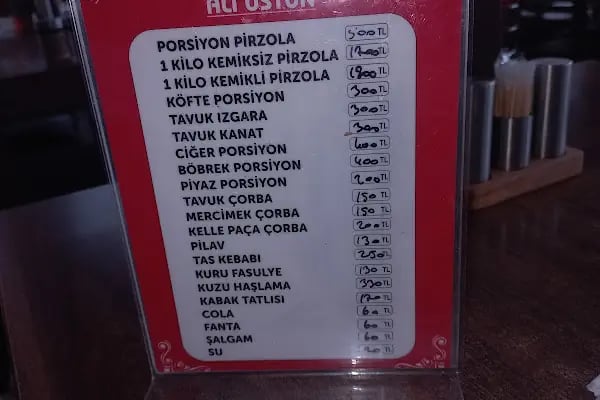 ALİ ÜSTÜN
PORSİYON PİRZOLA 500 TL
1 KİLO KEMİKSİZ PİRZOLA TL
1 KİLO KEMİKLİ PİRZOLA TL
KÖFTE PORSİYON 300 TL
TAVUK IZGARA 300 TL
TAVUK KANAT 300 TL
CİĞER PORSİYON 400 TL
BÖBREK PORSİYON 400 TL
PİYAZ PORSİYON 200 TL
TAVUK ÇORBA 150 TL
MERCİMEK ÇORBA 150 TL
KELLE PAÇA ÇORBA 200 TL
PİLAV 130 TL
TAS KEBABI 250 TL
KURU FASULYE 130 TL
KUZU HAŞLAMA 330 TL
KABAK TATLISI 120 TL
COLA 60 TL
FANTA 60 TL
ŞALGAM 60 TL
SU 20 TL